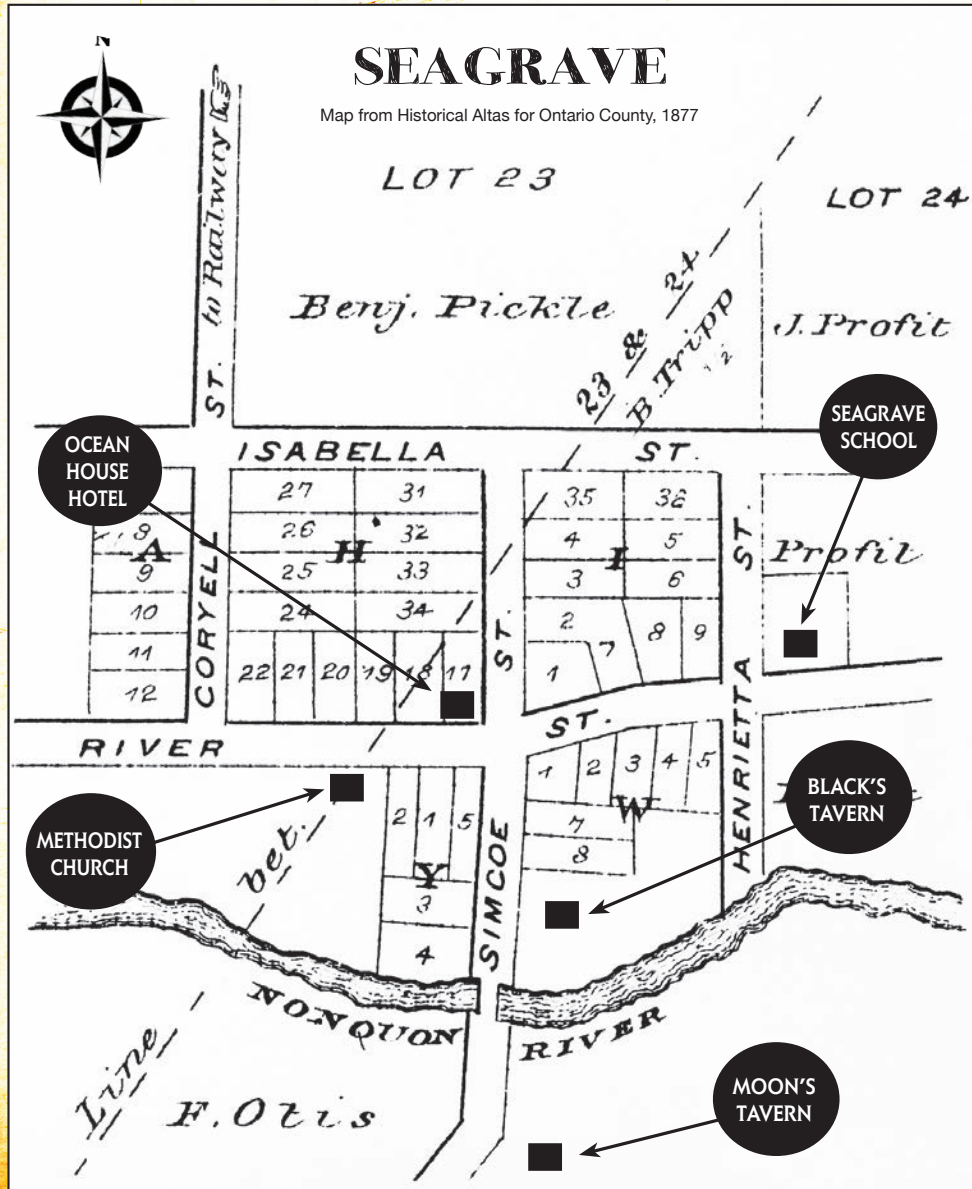 N
SEAGRAVE
Map from Historical Altas for Ontario County, 1877
ST. to Railway
LOT 23
LOT 24
Benj. Pickle
23 & 24
B Tripp
1 2
J. Profit
OCEAN
HOUSE
HOTEL
SEAGRAVE
SCHOOL
ISABELLA
ST.
27
31
35
36
8
26
H
32
4
I
5
A
9
25
33
3
6
10
24
34
2
7
8
9
11
12
22
21
20
19
18
17
1
CORYELL
ST.
ST.
Profit
RIVER
ST.
HENRIETTA
1
2
3
4
5
W
7
8
BLACK'S
TAVERN
METHODIST
CHURCH
bet.
2
1
5
Y
3
4
SIMCOE
NONQUON
RIVER
Line
F. Otis
MOON'S
TAVERN